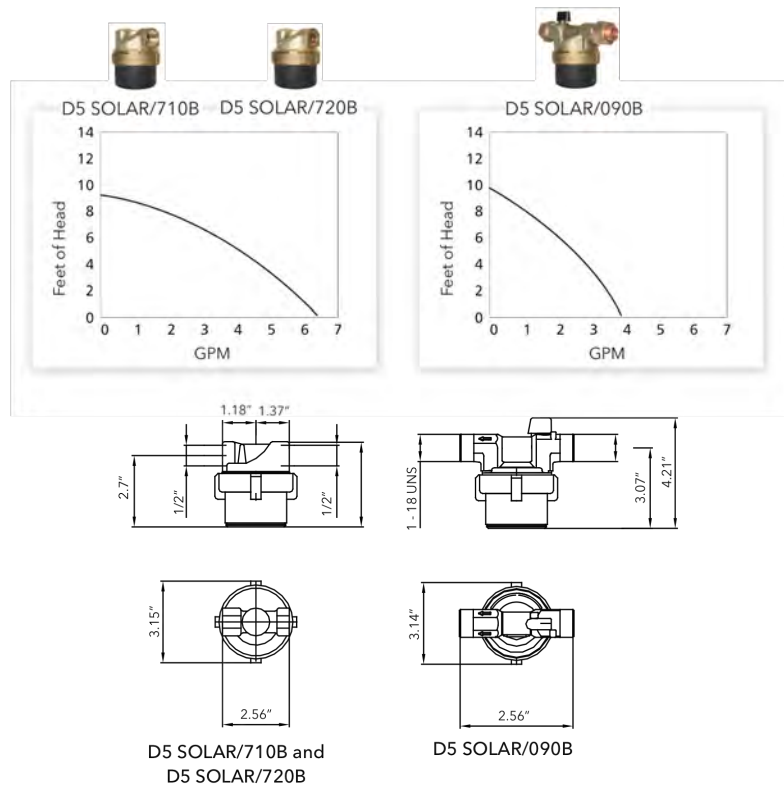 D5 SOLAR/710B D5 SOLAR/720B
14
12
10
8
6
4
2
0
Feet of Head
0 1 2 3 4 5 6 7
GPM
D5 SOLAR/090B
14
12
10
8
6
4
2
0
Feet of Head
0 1 2 3 4 5 6 7
GPM
1.18" 1.37"
2.7"
1/2"
1/2"
1 - 18 UNS
3.07"
4.21"
3.15"
2.56"
3.14"
2.56"
D5 SOLAR/710B and
D5 SOLAR/720B
D5 SOLAR/090B